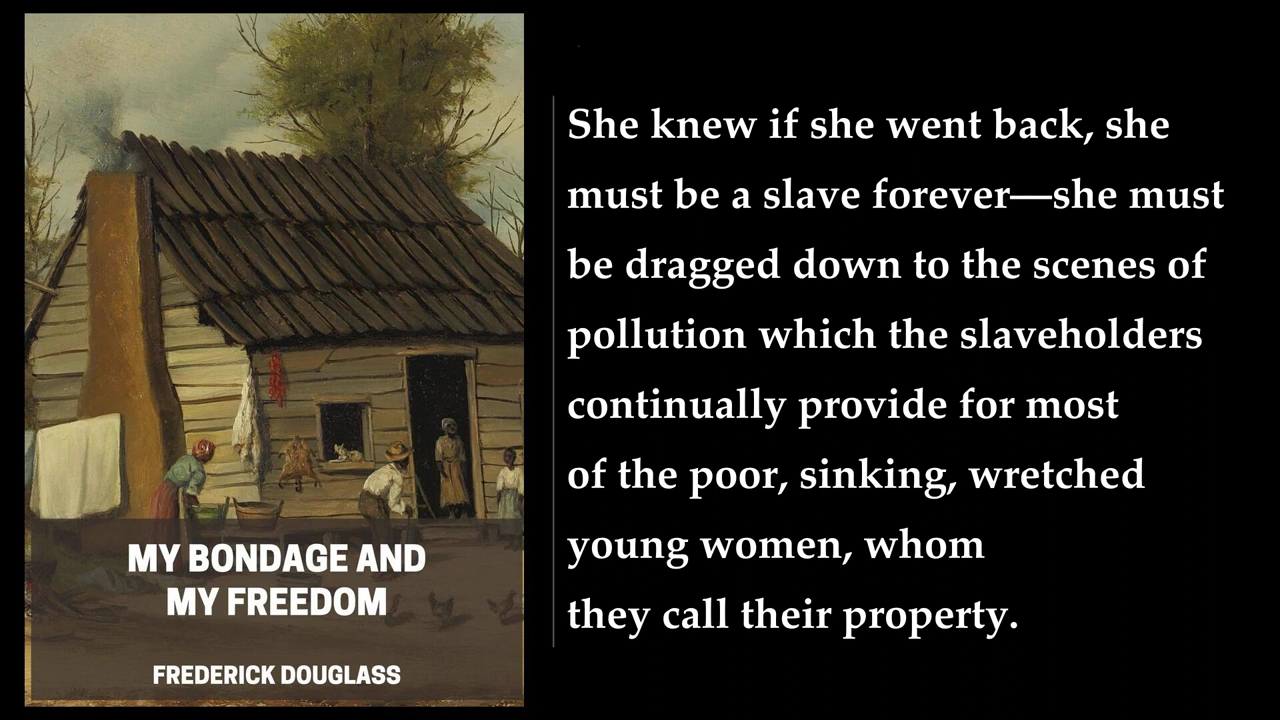 MY BONDAGE AND
MY FREEDOM
FREDERICK DOUGLASS
She knew if she went back, she
must be a slave forever—she must
be dragged down to the scenes of
pollution which the slaveholders
continually provide for most
of the poor, sinking, wretched
young women, whom
they call their property.